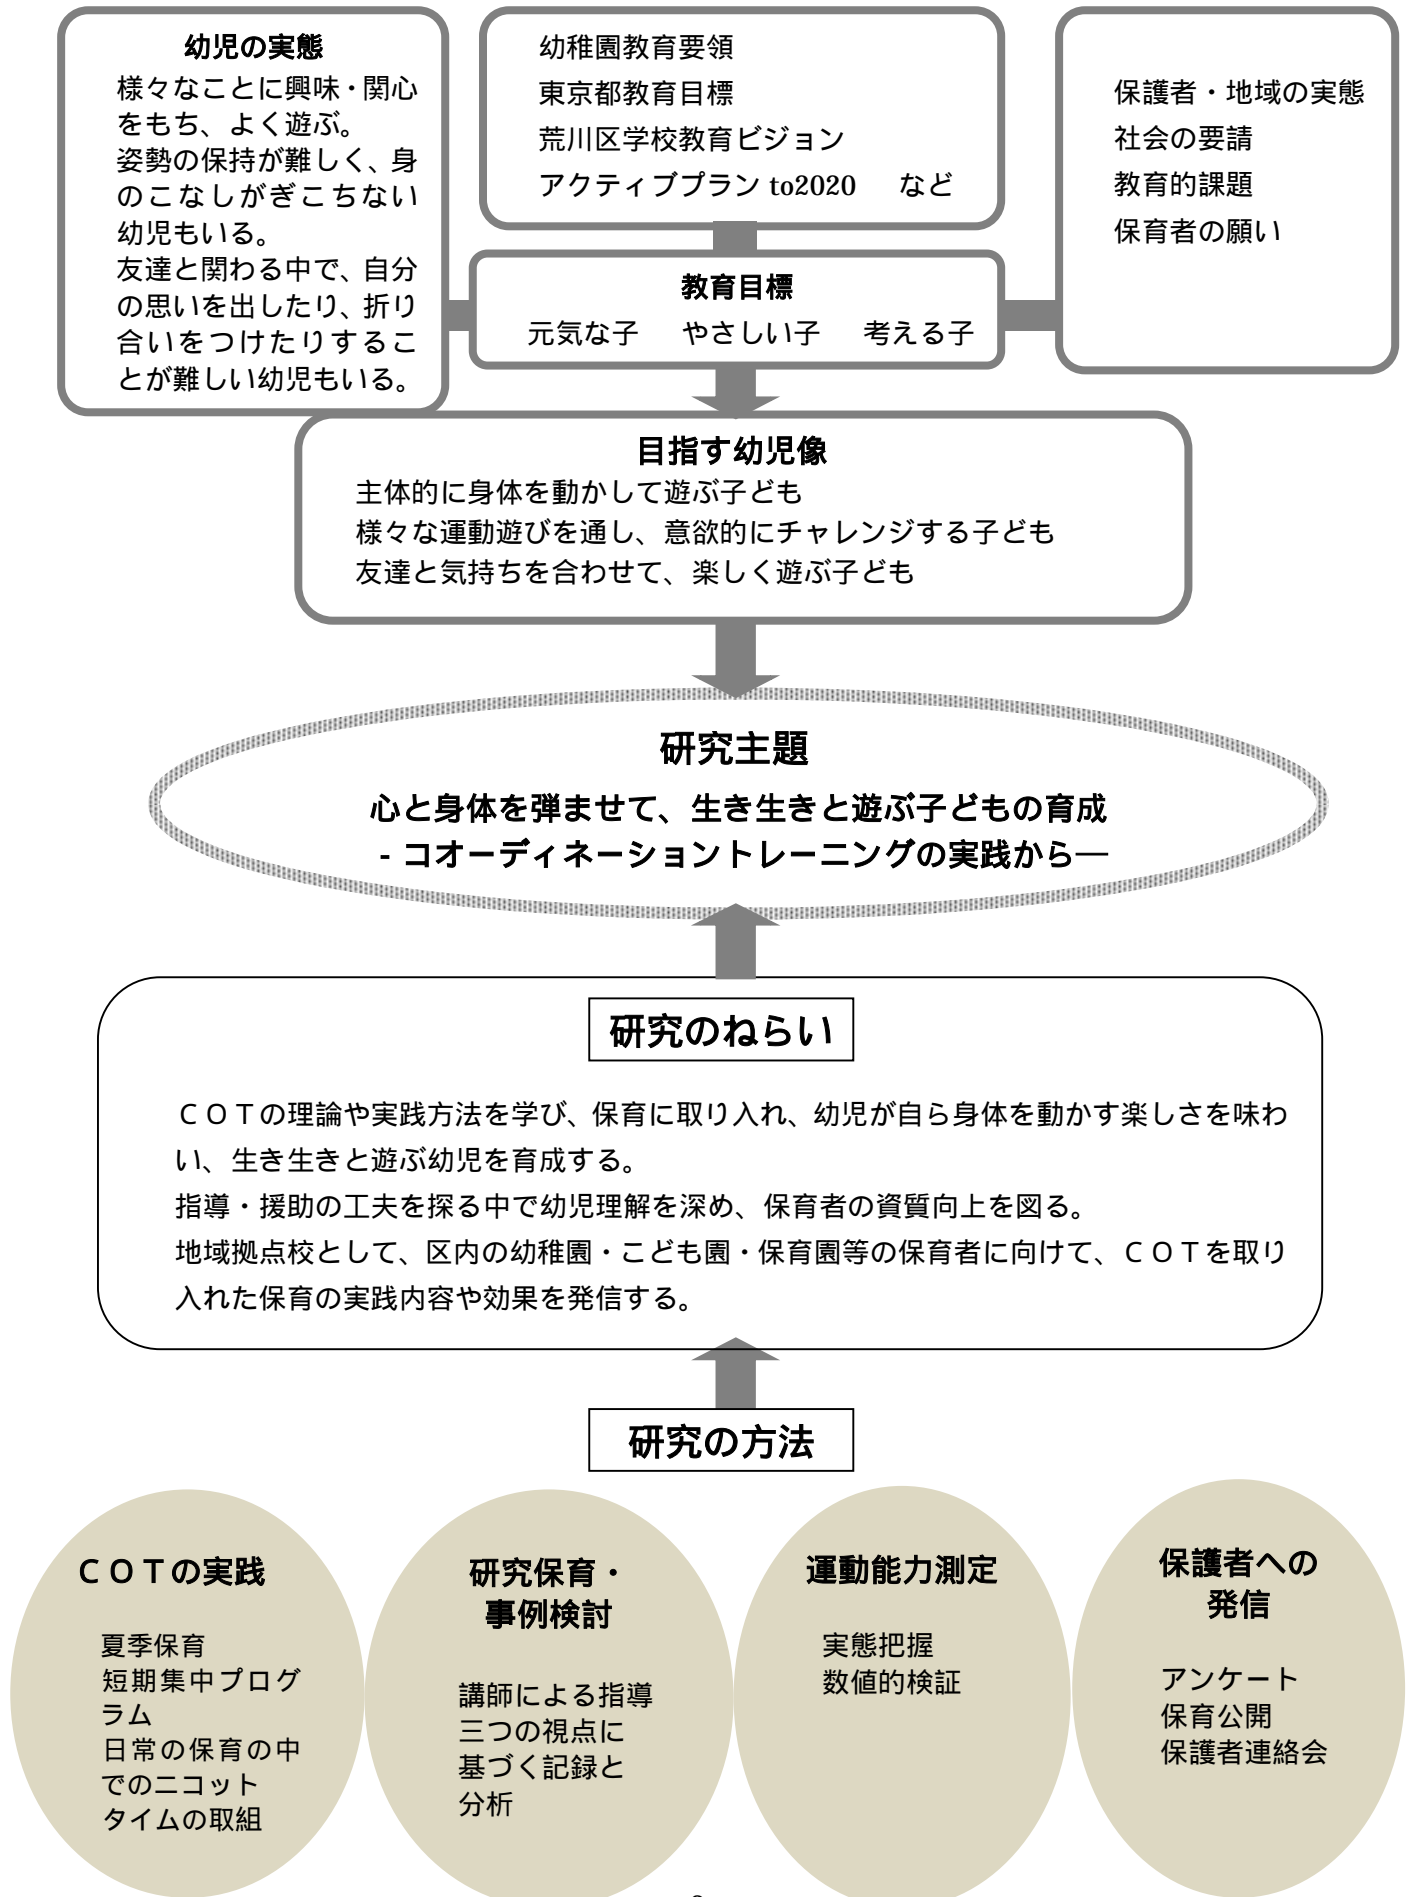 幼児の実態
様々なことに興味・関心
をもち、よく遊ぶ。
姿勢の保持が難しく、身
のこなしがぎこちない
幼児もいる。
友達と関わる中で、自分
の思いを出したり、折り
合いをつけたりするこ
とが難しい幼児もいる。
幼稚園教育要領
東京都教育目標
荒川区学校教育ビジョン
アクティブプラン to2020 など
保護者・地域の実態
社会の要請
教育的課題
保育者の願い
教育目標
元気な子 やさしい子 考える子
目指す幼児像
主体的に身体を動かして遊ぶ子ども
様々な運動遊びを通し、意欲的にチャレンジする子ども
友達と気持ちを合わせて、楽しく遊ぶ子ども
研究主題
心と身体を弾ませて、生き生きと遊ぶ子どもの育成
- コオーディネーショントレーニングの実践から―
研究のねらい
ＣＯＴの理論や実践方法を学び、保育に取り入れ、幼児が自ら身体を動かす楽しさを味わ
い、生き生きと遊ぶ幼児を育成する。
指導・援助の工夫を探る中で幼児理解を深め、保育者の資質向上を図る。
地域拠点校として、区内の幼稚園・こども園・保育園等の保育者に向けて、ＣＯＴを取り
入れた保育の実践内容や効果を発信する。
研究の方法
ＣＯＴの実践
夏季保育
短期集中プログ
ラム
日常の保育の中
でのニコット
タイムの取組
研究保育・
事例検討
講師による指導
三つの視点に
基づく記録と
分析
運動能力測定
実態把握
数値的検証
保護者への
発信
アンケート
保育公開
保護者連絡会